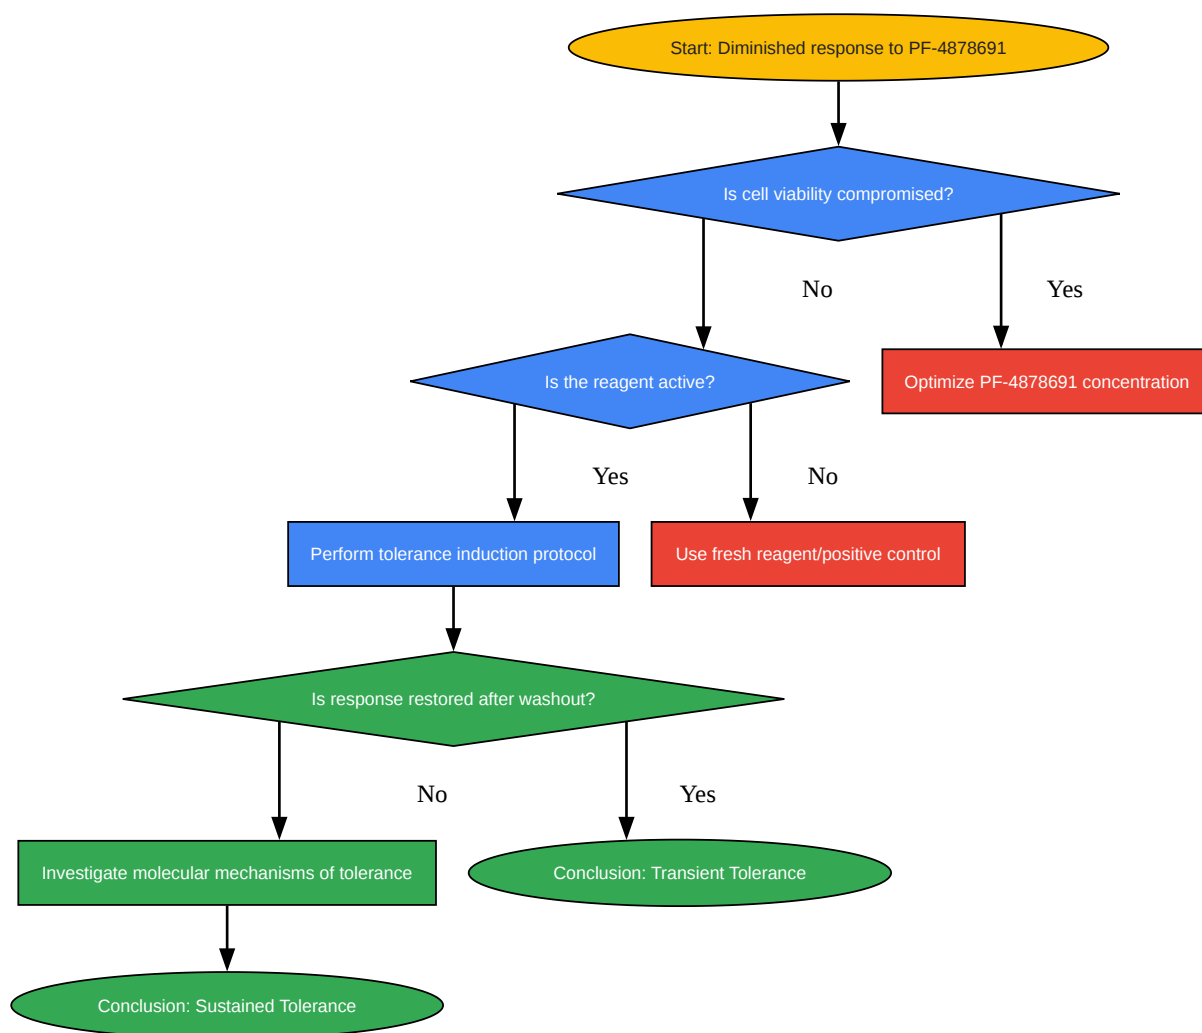 Start: Diminished response to PF-4878691
Is cell viability compromised?
No
Yes
Is the reagent active?
Optimize PF-4878691 concentration
Yes
No
Perform tolerance induction protocol
Use fresh reagent/positive control
Is response restored after washout?
No
Yes
Investigate molecular mechanisms of tolerance
Conclusion: Transient Tolerance
Conclusion: Sustained Tolerance